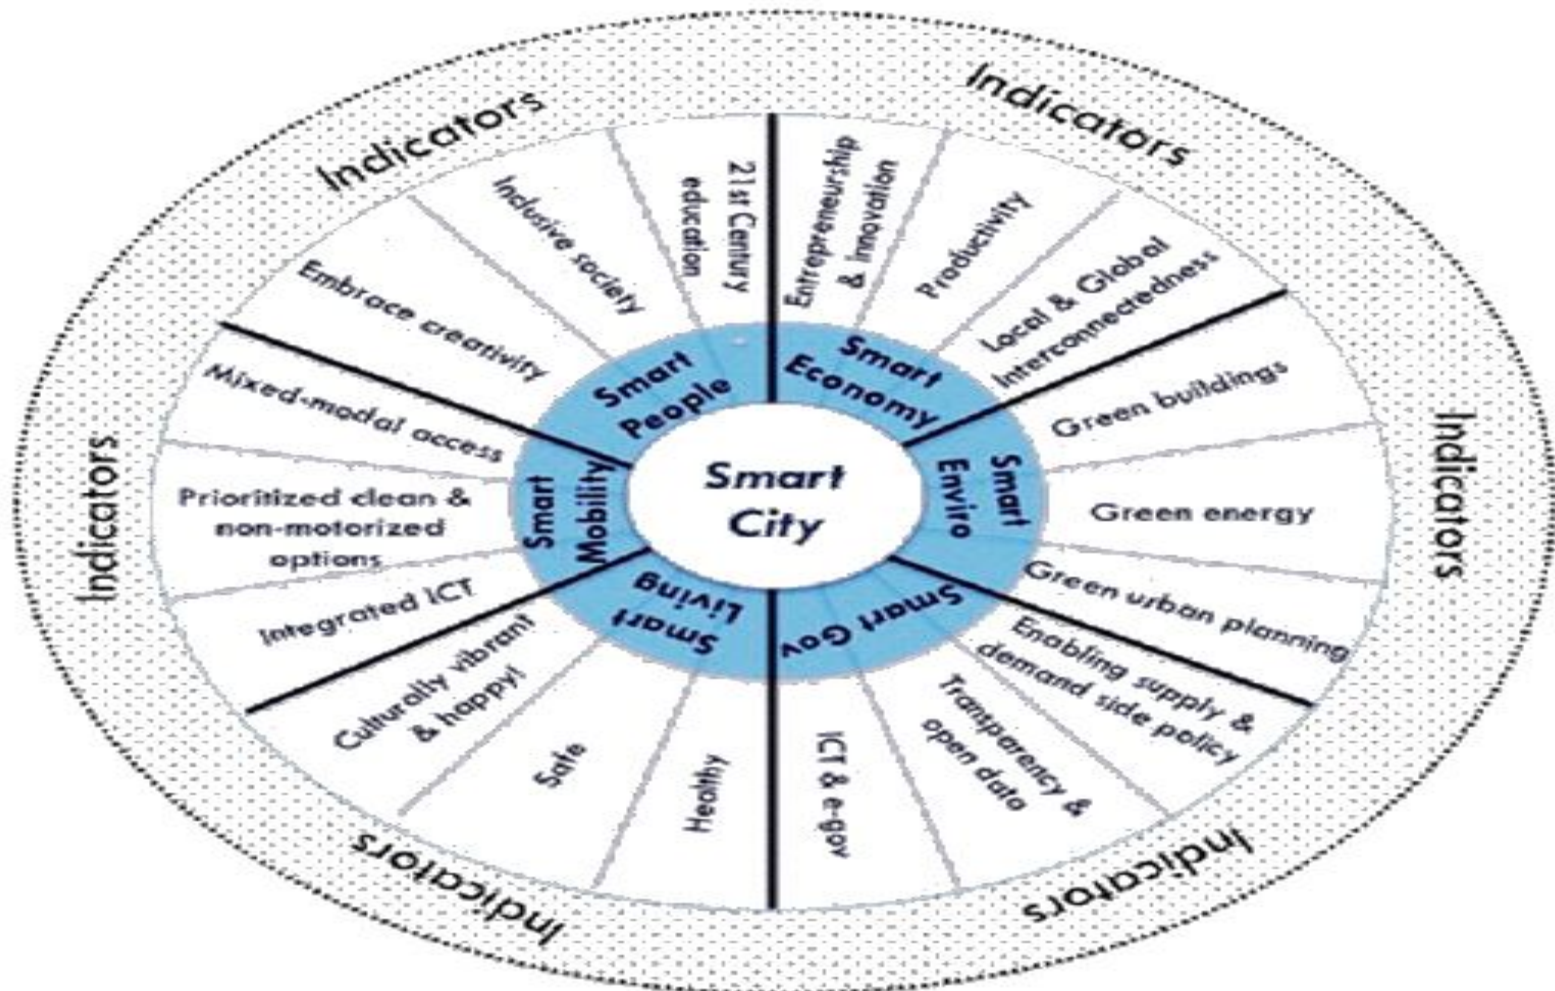 Smart
City
Smart
Economy
Entrepreneurship
& innovation
Productivity
Local & Global
Interconnectedness
Indicators
Smart
Enviro
Green buildings
Green energy
Green urban planning
Indicators
Smart Gov
Enabling supply &
demand side policy
Transparency &
open data
ICT & e-gov
Indicators
Smart
Living
Healthy
Safe
Culturally vibrant
& happy!
Indicators
Smart
Mobility
Integrated ICT
Prioritized clean &
non-motorized
options
Mixed-modal access
Indicators
Smart
People
Embrace creativity
Inclusive society
21st Century
education
Indicators